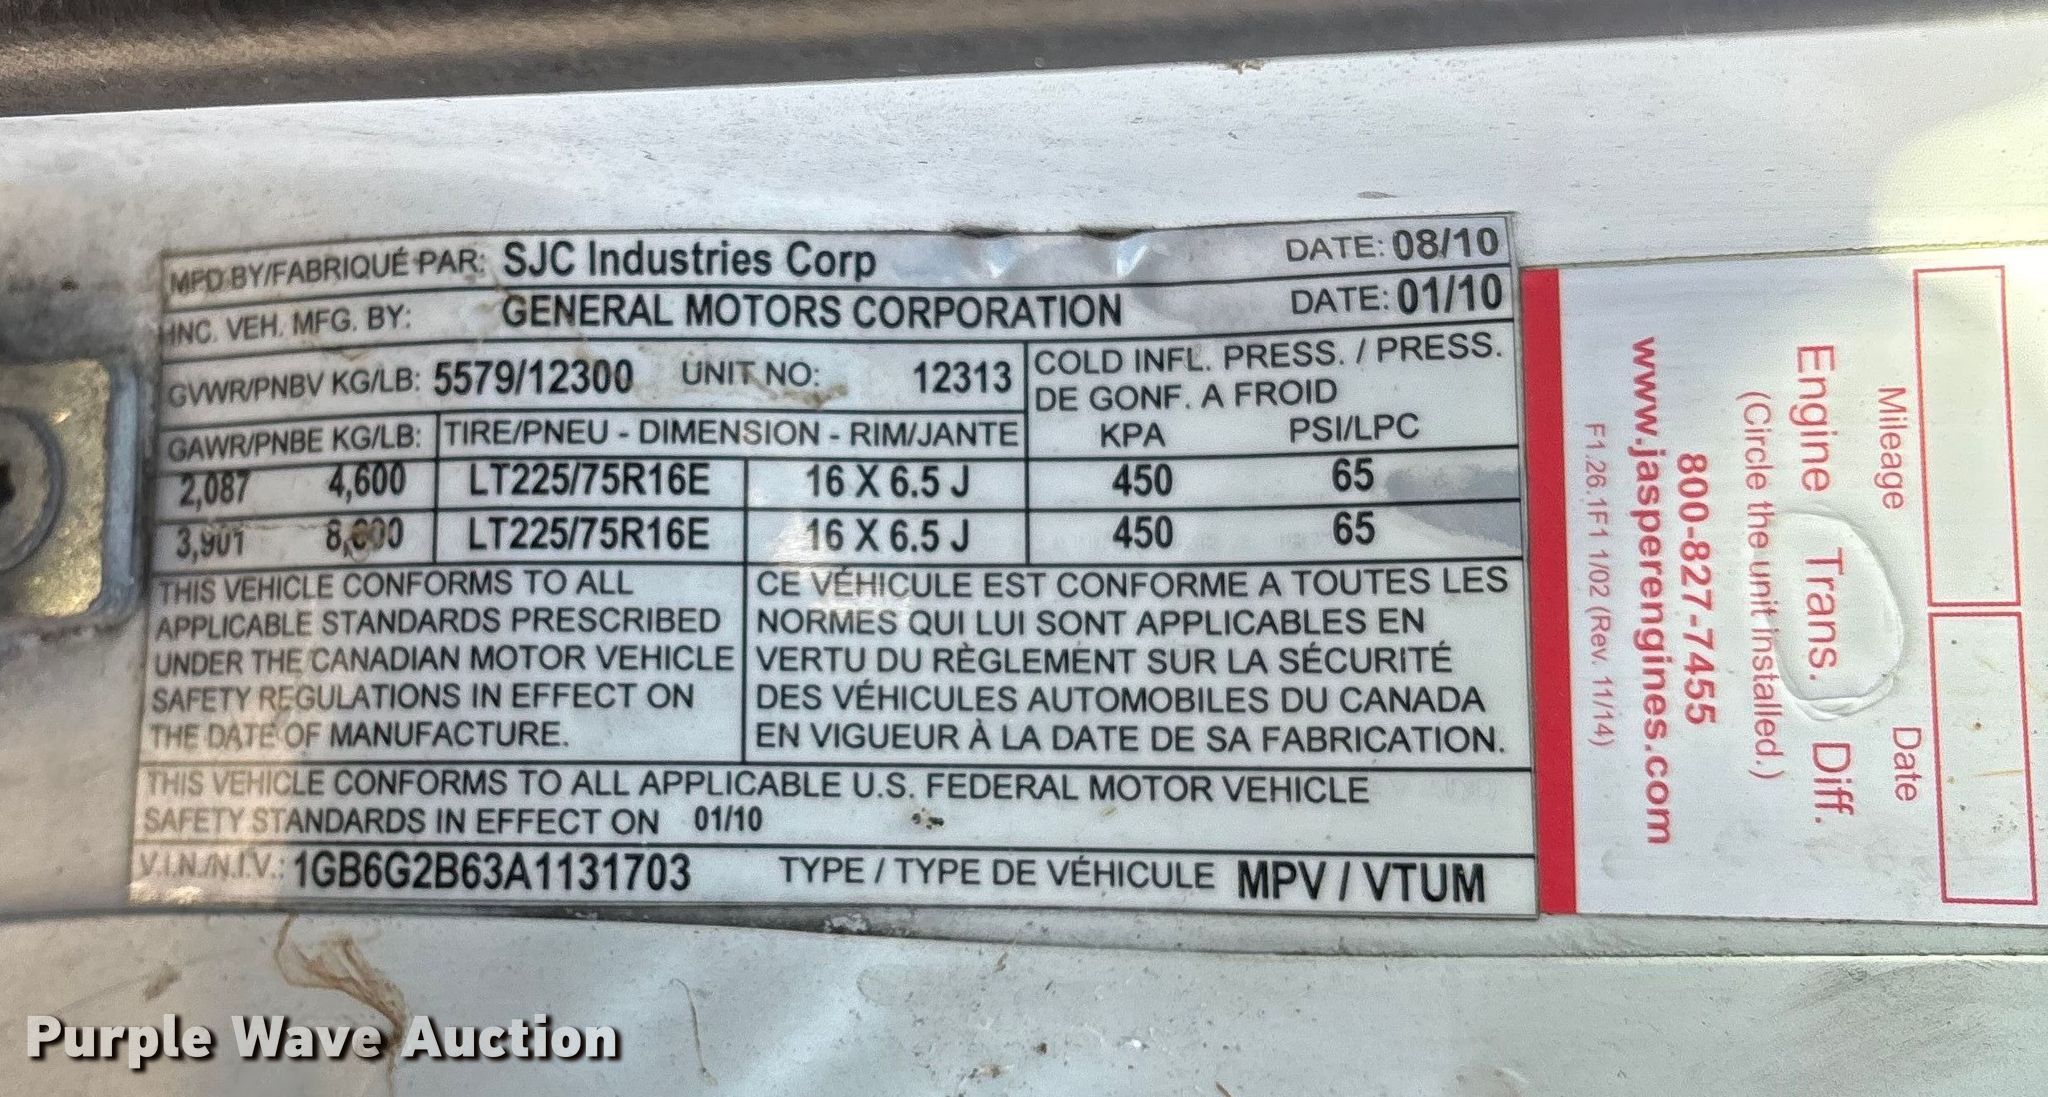 MFD BY/FABRIQUÉ PAR: SJC Industries Corp DATE: 08/10
INC. VEH. MFG. BY: GENERAL MOTORS CORPORATION DATE: 01/10
GVWR/PNBV KG/LB: 5579/12300 UNIT NO: 12313
COLD INFL. PRESS. / PRESS.
DE GONF. A FROID
GAWR/PNBE KG/LB: TIRE/PNEU - DIMENSION - RIM/JANTE KPA PSI/LPC
2,087 4,600 LT225/75R16E 16 X 6.5 J 450 65
3,901 8,600 LT225/75R16E 16 X 6.5 J 450 65
THIS VEHICLE CONFORMS TO ALL
APPLICABLE STANDARDS PRESCRIBED
UNDER THE CANADIAN MOTOR VEHICLE
SAFETY REGULATIONS IN EFFECT ON
THE DATE OF MANUFACTURE.
CE VÉHICULE EST CONFORME A TOUTES LES
NORMES QUI LUI SONT APPLICABLES EN
VERTU DU RÈGLEMENT SUR LA SÉCURITÉ
DES VÉHICULES AUTOMOBILES DU CANADA
EN VIGUEUR À LA DATE DE SA FABRICATION.
THIS VEHICLE CONFORMS TO ALL APPLICABLE U.S. FEDERAL MOTOR VEHICLE
SAFETY STANDARDS IN EFFECT ON 01/10
V.I.N./N.I.V.: 1GB6G2B63A1131703 TYPE / TYPE DE VÉHICULE MPV / VTUM
Mileage Date
Engine Trans. Diff.
(Circle the unit installed.)
800-827-7455
www.jasperengines.com
F1.26.1F1 1/02 (Rev. 11/14)
Purple Wave Auction